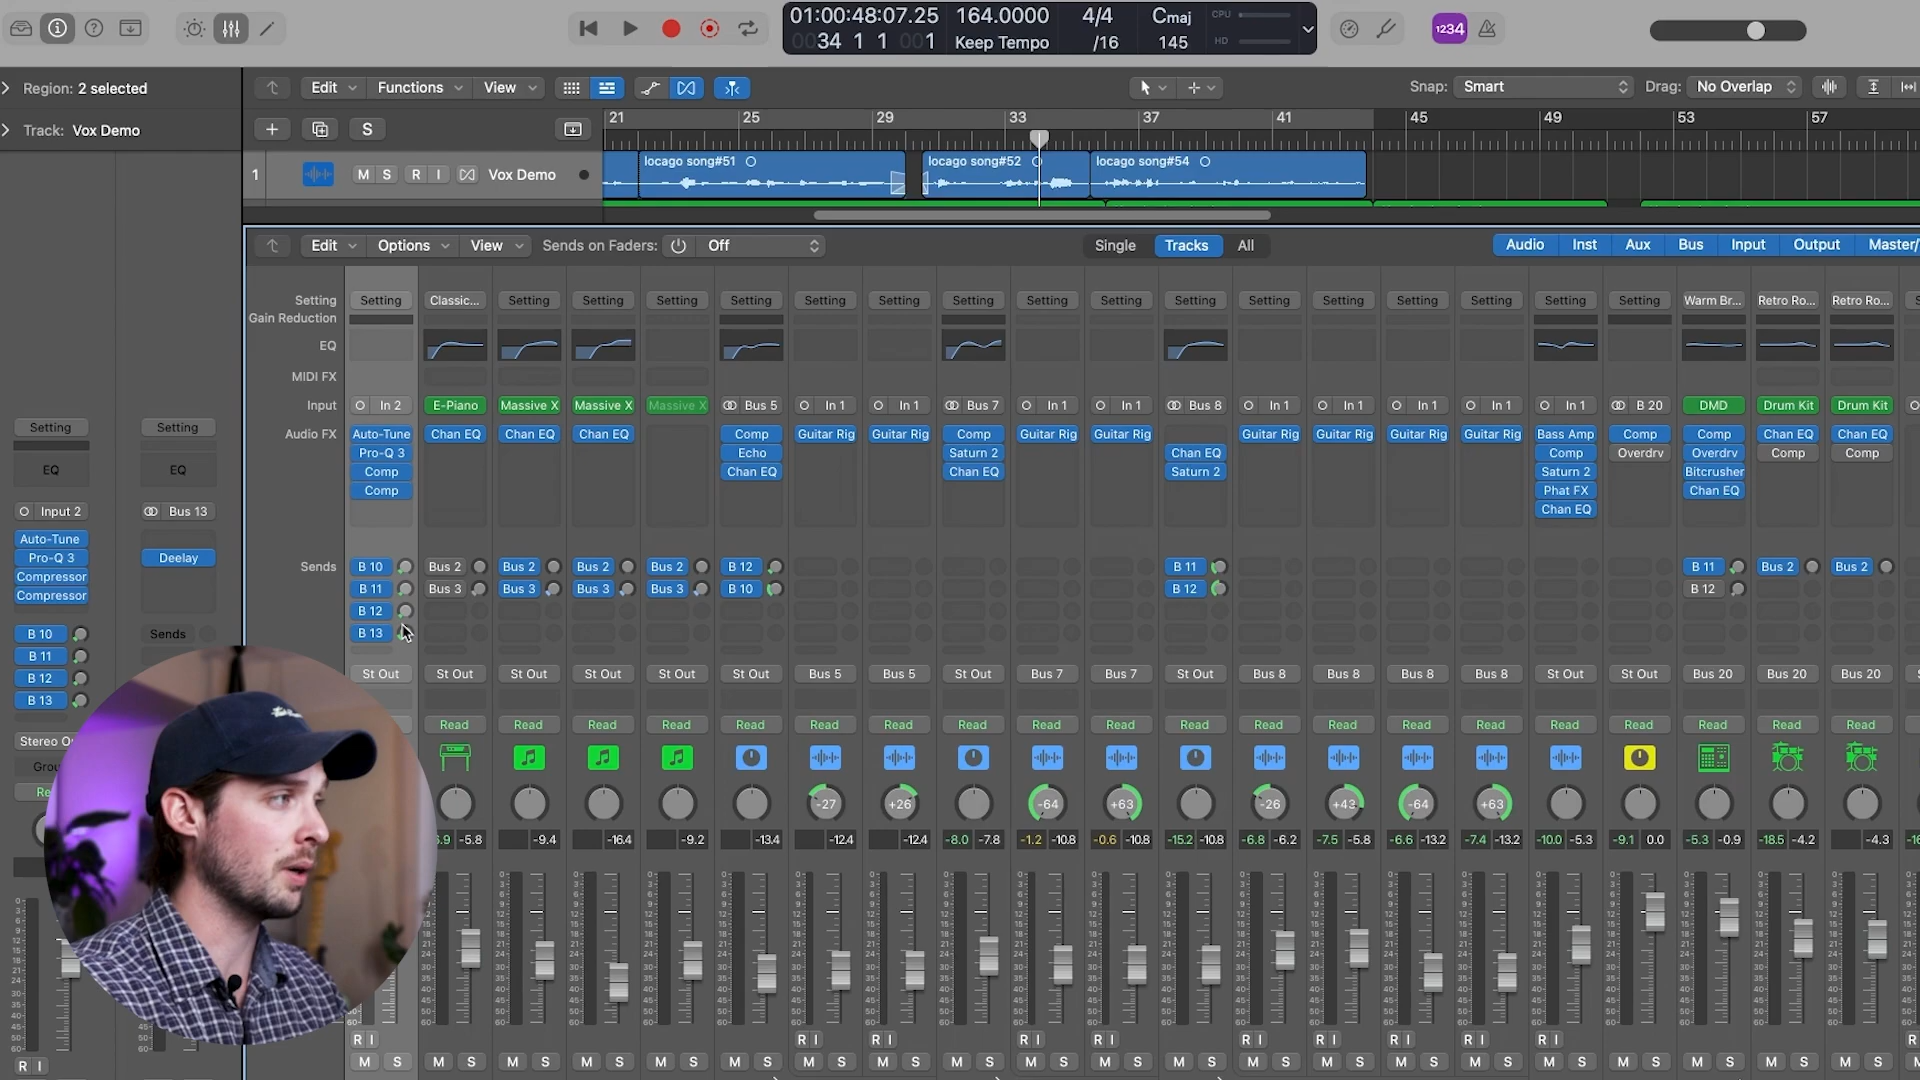 01:00:48:07.25 164.0000 4/4 Cmaj CPU
0034 1 1 001 Keep Tempo /16 145 HD
1234
Region: 2 selected
Edit Functions View
Snap: Smart Drag: No Overlap
Track: Vox Demo
S
21 25 29 33 37 41 45 49 53 57
locago song#51 locago song#52 locago song#54
1 M S R I Vox Demo
Edit Options View Sends on Faders: Off
Single Tracks All
Audio Inst Aux Bus Input Output Master/
Setting Setting Classic... Setting Setting Setting Setting Setting Setting Setting Setting Setting Setting Setting Setting Setting Setting Setting Setting Warm Br... Retro Ro... Retro Ro...
Gain Reduction
EQ
MIDI FX
Input In 2 E-Piano Massive X Massive X Massive X Bus 5 In 1 In 1 Bus 7 In 1 In 1 Bus 8 In 1 In 1 In 1 In 1 In 1 B 20 DMD Drum Kit Drum Kit
Audio FX Auto-Tune Chan EQ Chan EQ Chan EQ Comp Guitar Rig Guitar Rig Comp Guitar Rig Guitar Rig Guitar Rig Guitar Rig Guitar Rig Guitar Rig Bass Amp Comp Comp Chan EQ Chan EQ
Pro-Q 3 Echo Saturn 2 Chan EQ Comp Overdrv Overdrv Comp Comp
Comp Chan EQ Chan EQ Saturn 2 Saturn 2 Bitcrusher
Comp Phat FX Chan EQ
Chan EQ
Setting Setting
EQ EQ
Input 2 Bus 13
Auto-Tune
Pro-Q 3 Deelay
Compressor
Compressor
B 10 Sends
B 11
B 12
B 13
Stereo O
Grou
Re
Sends B 10 Bus 2 Bus 2 Bus 2 Bus 2 B 12 B 11 B 11 Bus 2 Bus 2
B 11 Bus 3 Bus 3 Bus 3 Bus 3 B 10 B 12 B 12
B 12
B 13
St Out St Out St Out St Out St Out St Out Bus 5 Bus 5 St Out Bus 7 Bus 7 St Out Bus 8 Bus 8 Bus 8 Bus 8 St Out St Out Bus 20 Bus 20 Bus 20
Read Read Read Read Read Read Read Read Read Read Read Read Read Read Read Read Read Read Read Read
-27 +26 -64 +63 -26 +43 -64 +63
-5.8 -9.4 -16.4 -9.2 -13.4 -12.4 -12.4 -8.0 -7.8 -1.2 -10.8 -0.6 -10.8 -15.2 -10.8 -6.8 -6.2 -7.5 -5.8 -6.6 -13.2 -7.4 -13.2 -10.0 -5.3 -9.1 0.0 -5.3 -0.9 -18.5 -4.2 -4.3
R I R I R I R I R I R I R I R I R I
M S M S M S M S M S M S M S M S M S M S M S M S M S M S M S M S M S M S M S M S M S
R I